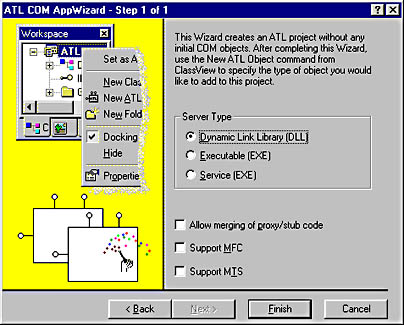 ATL COM AppWizard - Step 1 of 1
Workspace
ATL
Set as A
New Clas
New ATL
New Fold
Docking
Hide
Propertie
This Wizard creates an ATL project without any
initial COM objects. After completing this Wizard,
use the New ATL Object command from
ClassView to specify the type of object you would
like to add to this project.
Server Type
Dynamic Link Library (DLL)
Executable (EXE)
Service (EXE)
Allow merging of proxy/stub code
Support MFC
Support MTS
< Back
Next >
Finish
Cancel